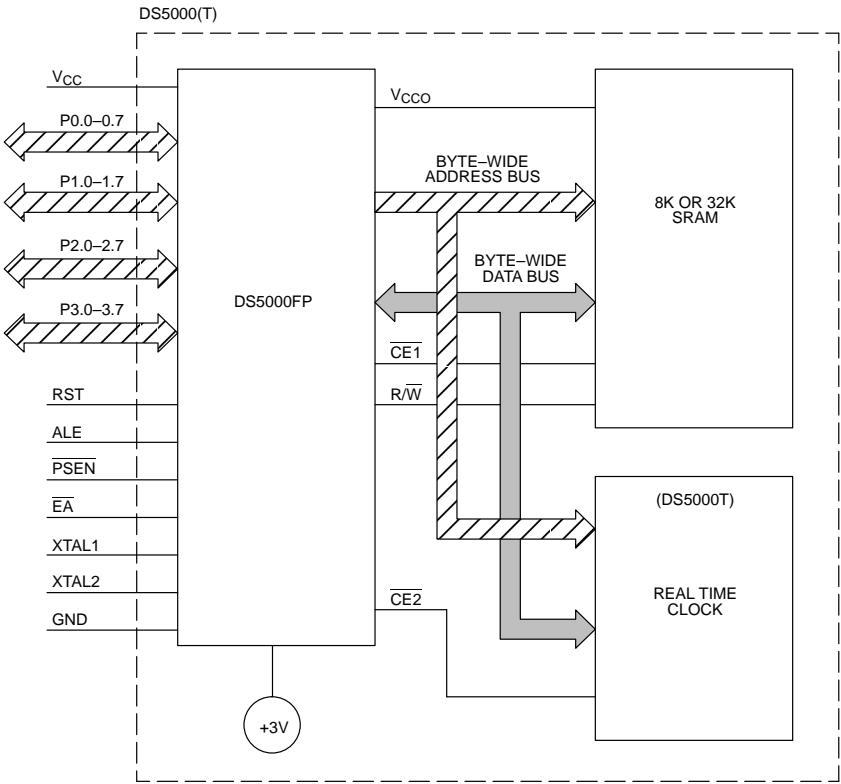 DS5000(T)
VCC
P0.0–0.7
P1.0–1.7
P2.0–2.7
P3.0–3.7
RST
ALE
PSEN
EA
XTAL1
XTAL2
GND
DS5000FP
+3V
VCCO
BYTE–WIDE
ADDRESS BUS
BYTE–WIDE
DATA BUS
CE1
R/W
CE2
8K OR 32K
SRAM
(DS5000T)
REAL TIME
CLOCK